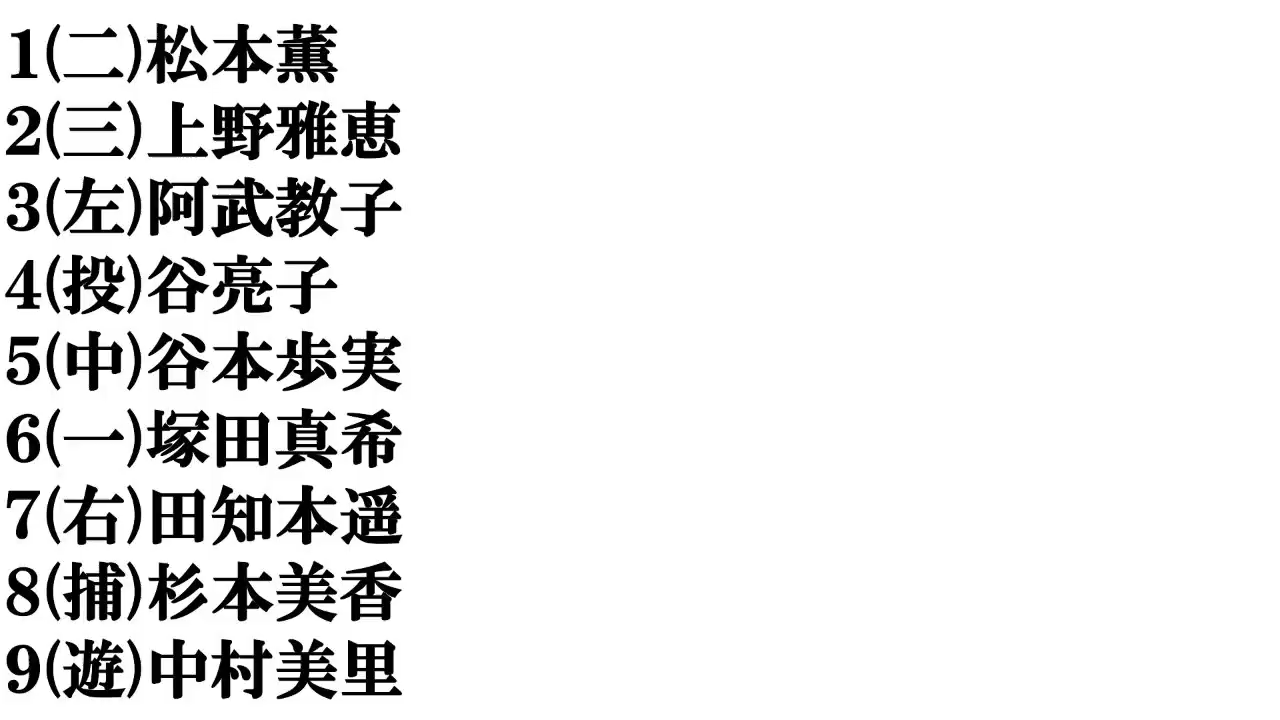 1(二)松本薫
2(三)上野雅恵
3(左)阿武教子
4(投)谷亮子
5(中)谷本歩実
6(一)塚田真希
7(右)田知本遥
8(捕)杉本美香
9(遊)中村美里